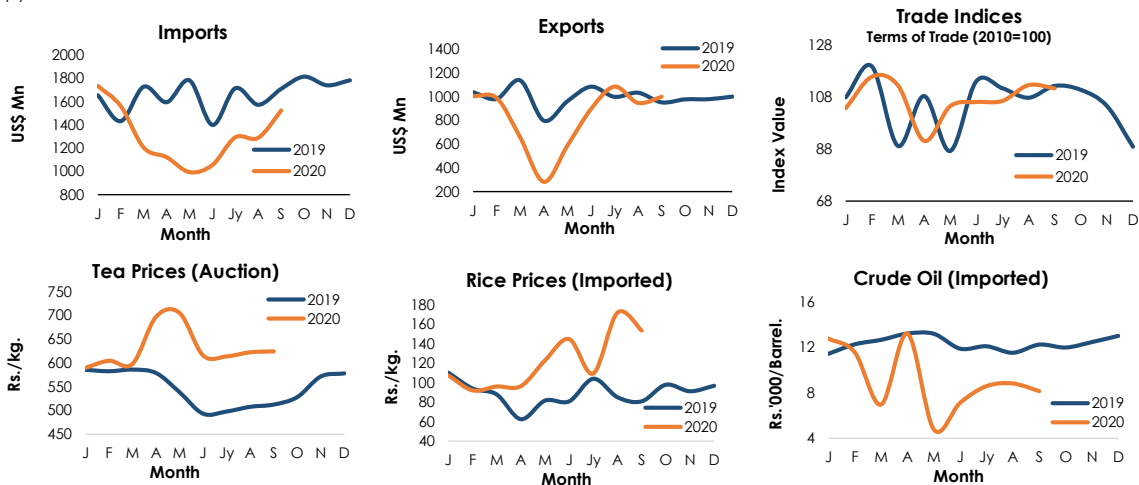 Imports
US$ Mn
2000
1800
1600
1400
1200
1000
800
2019
2020
J F M A M J Jy A S O N D
Month
Exports
US$ Mn
1400
1200
1000
800
600
400
200
2019
2020
J F M A M J Jy A S O N D
Month
Trade Indices
Terms of Trade (2010=100)
Index Value
128
108
88
68
2019
2020
J F M A M J Jy A S O N D
Month
Tea Prices (Auction)
Rs./kg.
750
700
650
600
550
500
450
2019
2020
J F M A M J Jy A S O N D
Month
Rice Prices (Imported)
Rs./kg.
180
160
140
120
100
80
60
40
2019
2020
J F M A M J Jy A S O N D
Month
Crude Oil (Imported)
Rs.'000/Barrel.
16
12
8
4
2019
2020
J F M A M J Jy A S O N D
Month